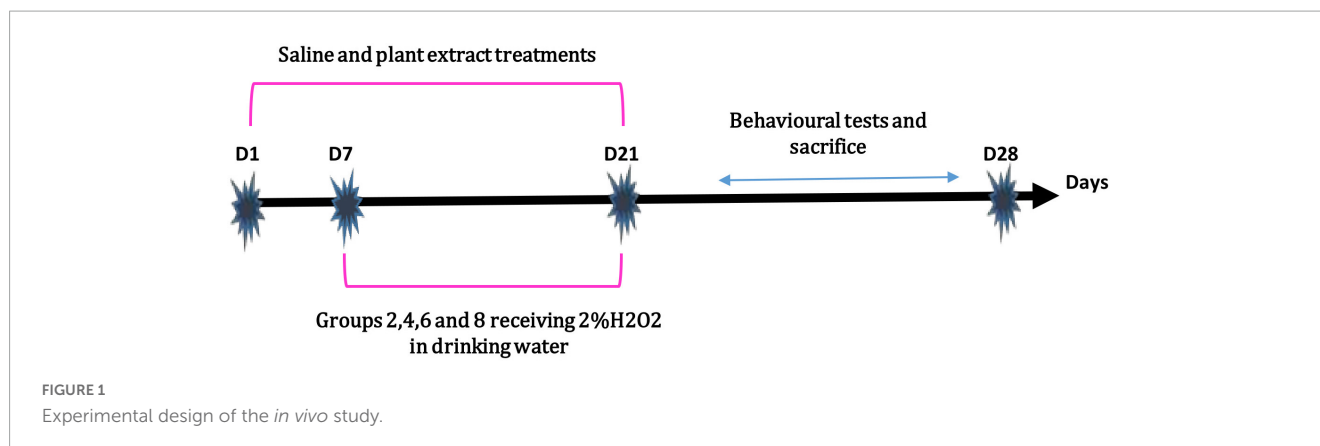 Saline and plant extract treatments
Behavioural tests and
sacrifice
D1
D7
D21
D28
Days
Groups 2,4,6 and 8 receiving 2%H2O2
in drinking water
FIGURE 1
Experimental design of the in vivo study.